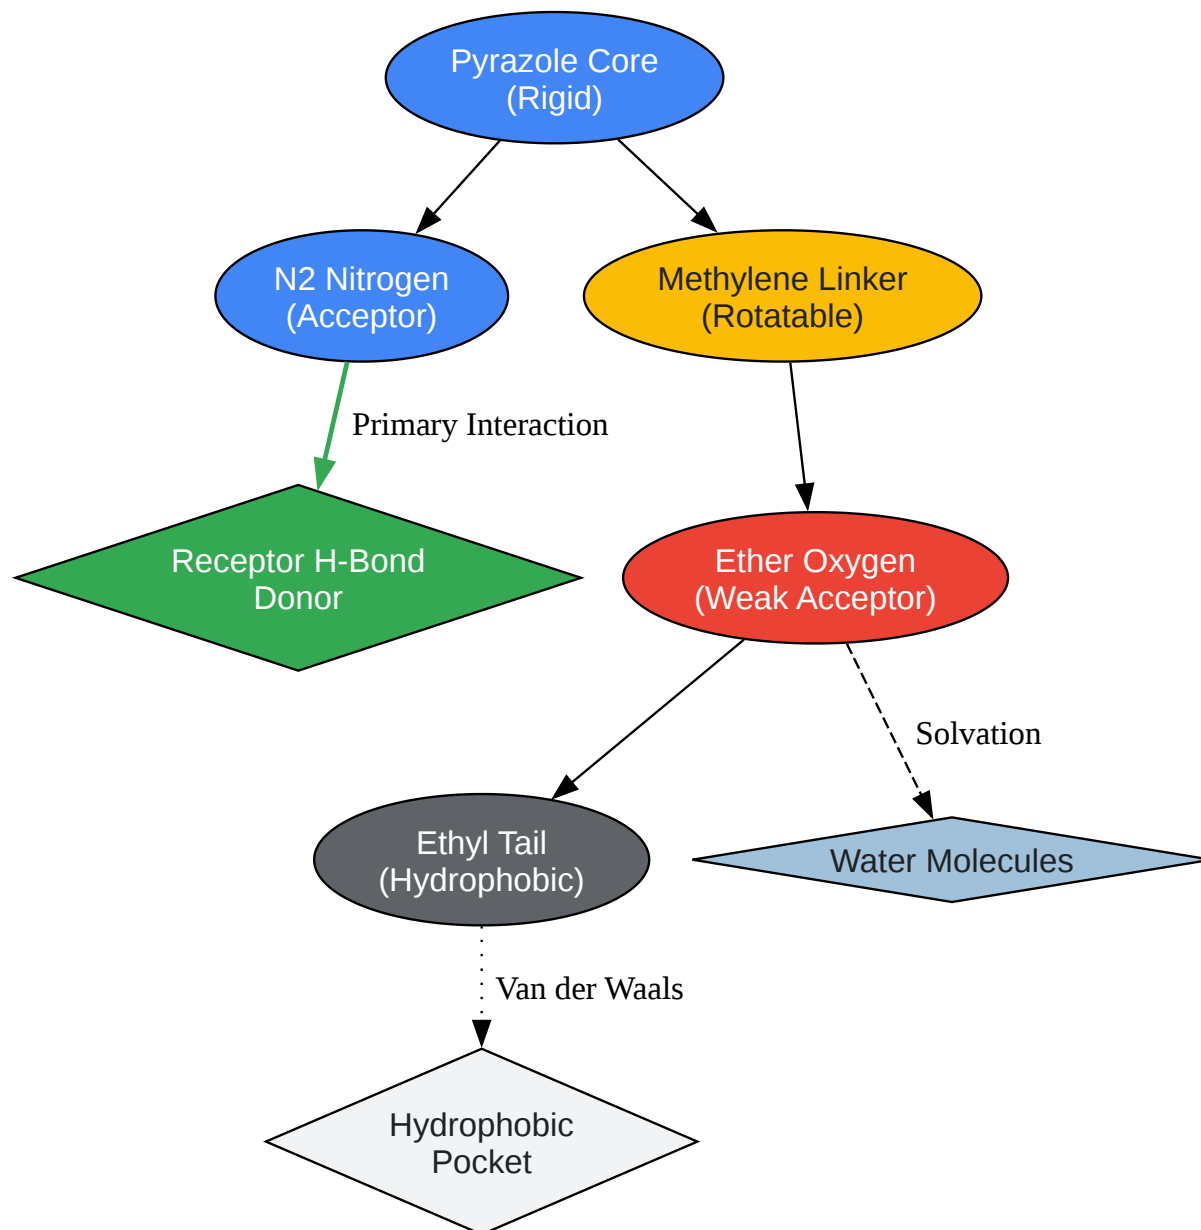 Pyrazole Core
(Rigid)
N2 Nitrogen
(Acceptor)
Methylene Linker
(Rotatable)
Primary Interaction
Receptor H-Bond
Donor
Ether Oxygen
(Weak Acceptor)
Solvation
Ethyl Tail
(Hydrophobic)
Water Molecules
Van der Waals
Hydrophobic
Pocket